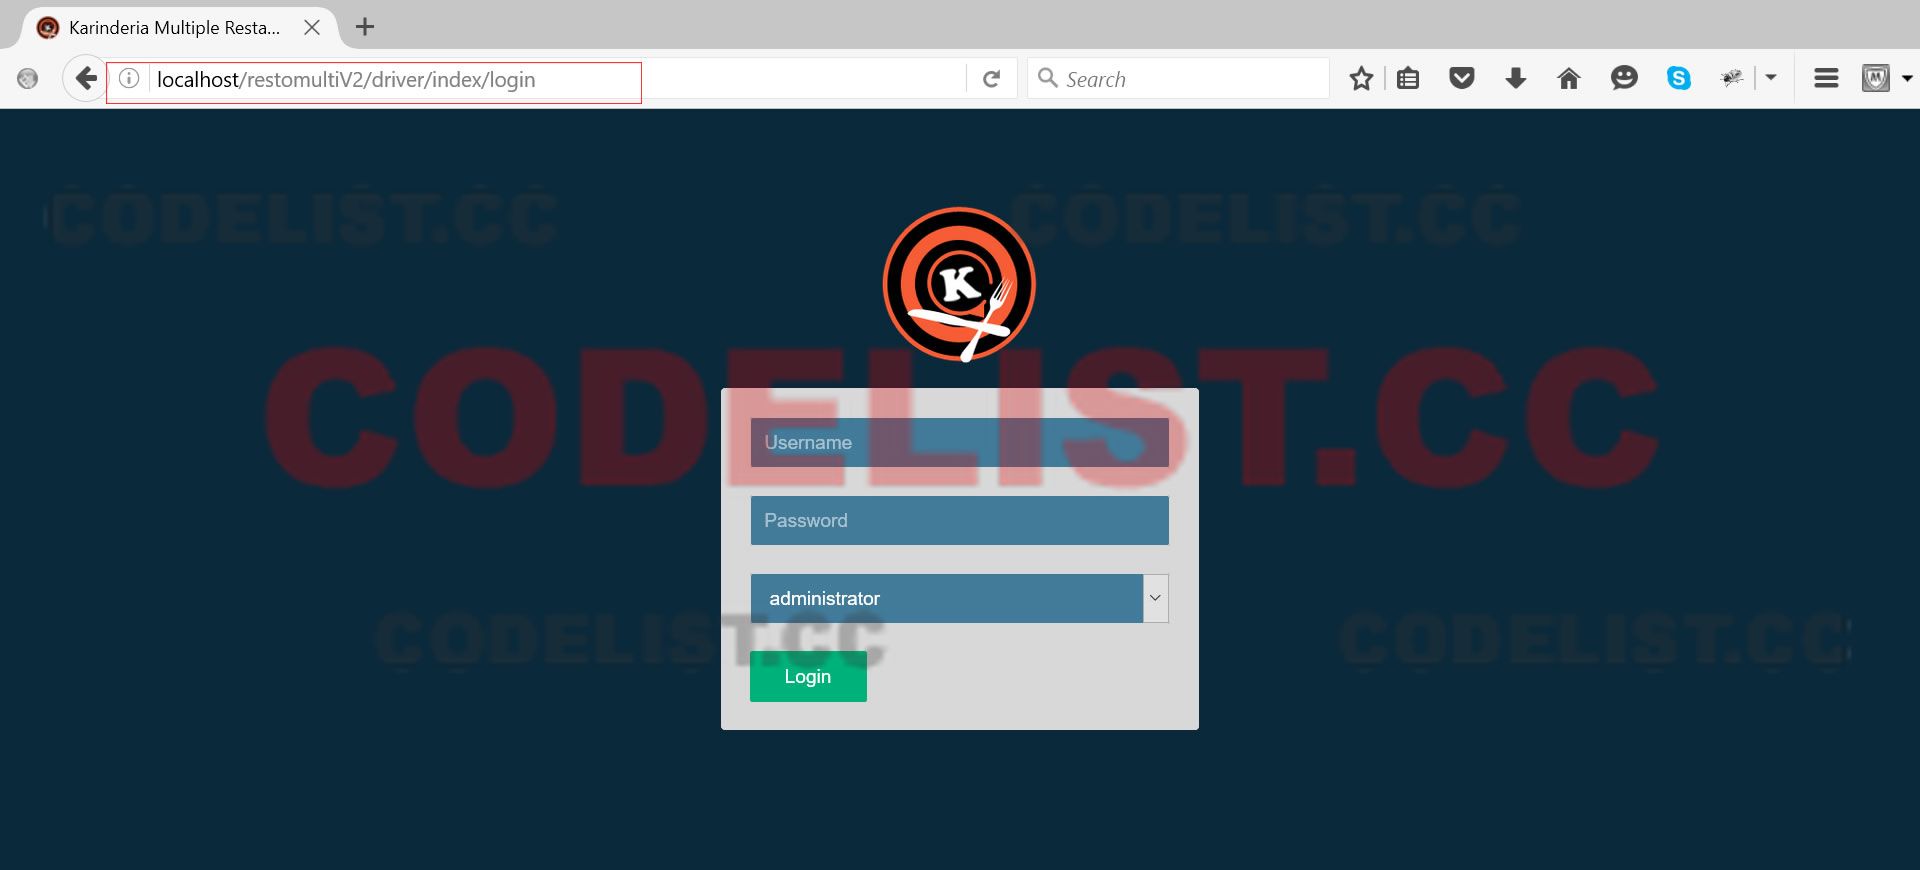 Karinderia Multiple Resta...
localhost/restomultiV2/driver/index/login
Search
CODELIST.CC CODELIST.CC
K
CODELIST.CC
Username
Password
administrator
CODELIST.CC CODELIST.CC
Login